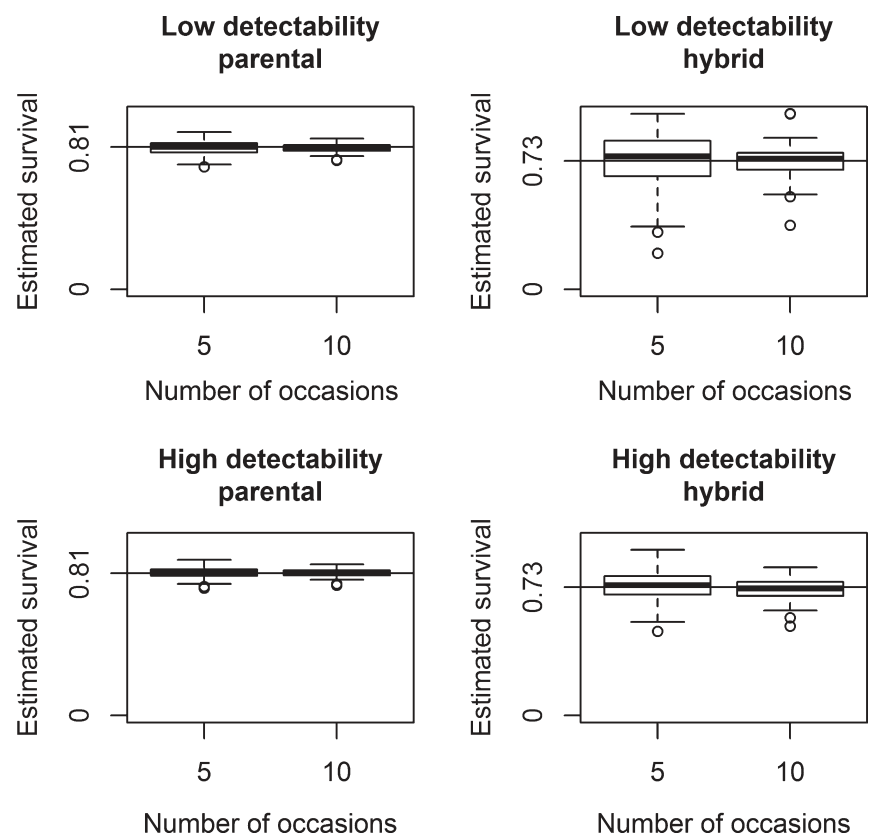 Low detectability
parental
Estimated survival
0.81
0
5
10
Number of occasions
Low detectability
hybrid
Estimated survival
0.73
0
5
10
Number of occasions
High detectability
parental
Estimated survival
0.81
0
5
10
Number of occasions
High detectability
hybrid
Estimated survival
0.73
0
5
10
Number of occasions